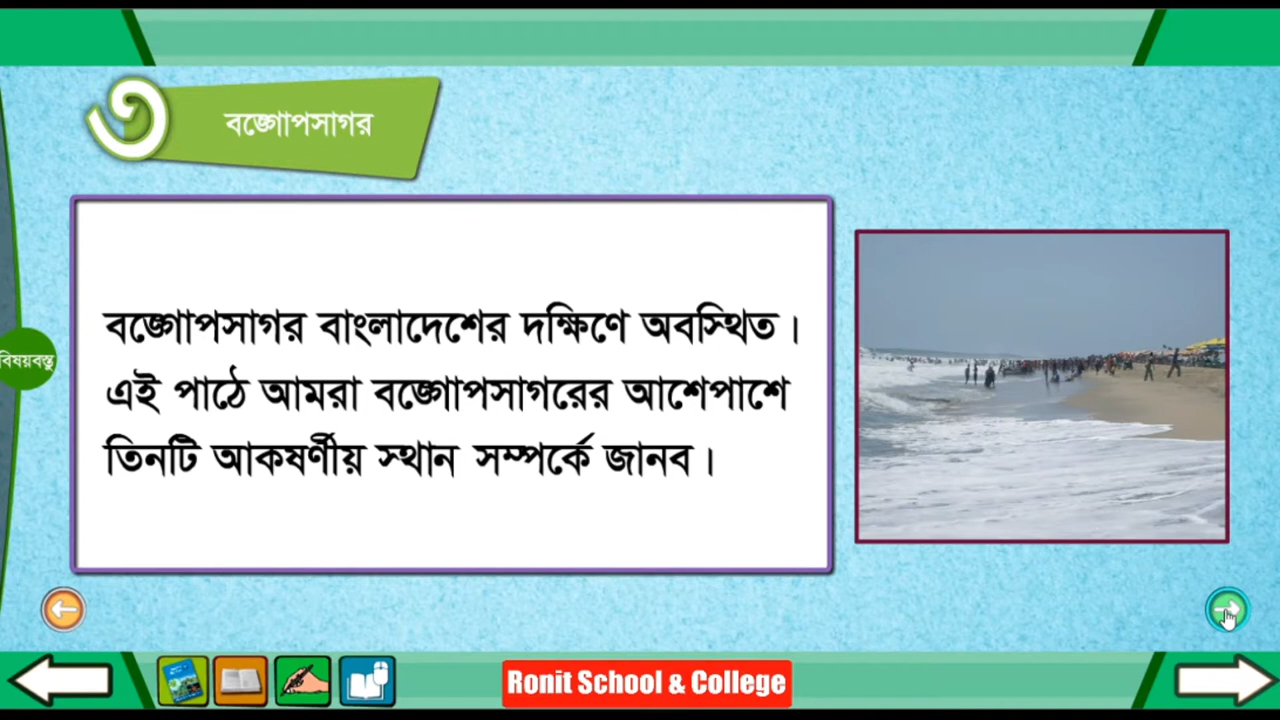 ৩
বঙ্গোপসাগর
বঙ্গোপসাগর বাংলাদেশের দক্ষিণে অবস্থিত।
এই পাঠে আমরা বঙ্গোপসাগরের আশেপাশে
তিনটি আকর্ষণীয় স্থান সম্পর্কে জানব।
বিষয়বস্তু
Ronit School & College